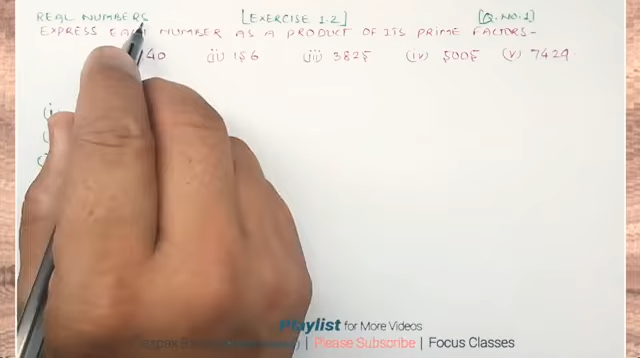 REAL NUMBERS [EXERCISE 1.2] [Q.NO.1]
EXPRESS EACH NUMBER AS A PRODUCT OF ITS PRIME FACTORS-
140 (ii) 156 (iii) 3825 (iv) 5005 (v) 7429.
(i
Playlist for More Videos
| Please Subscribe | Focus Classes